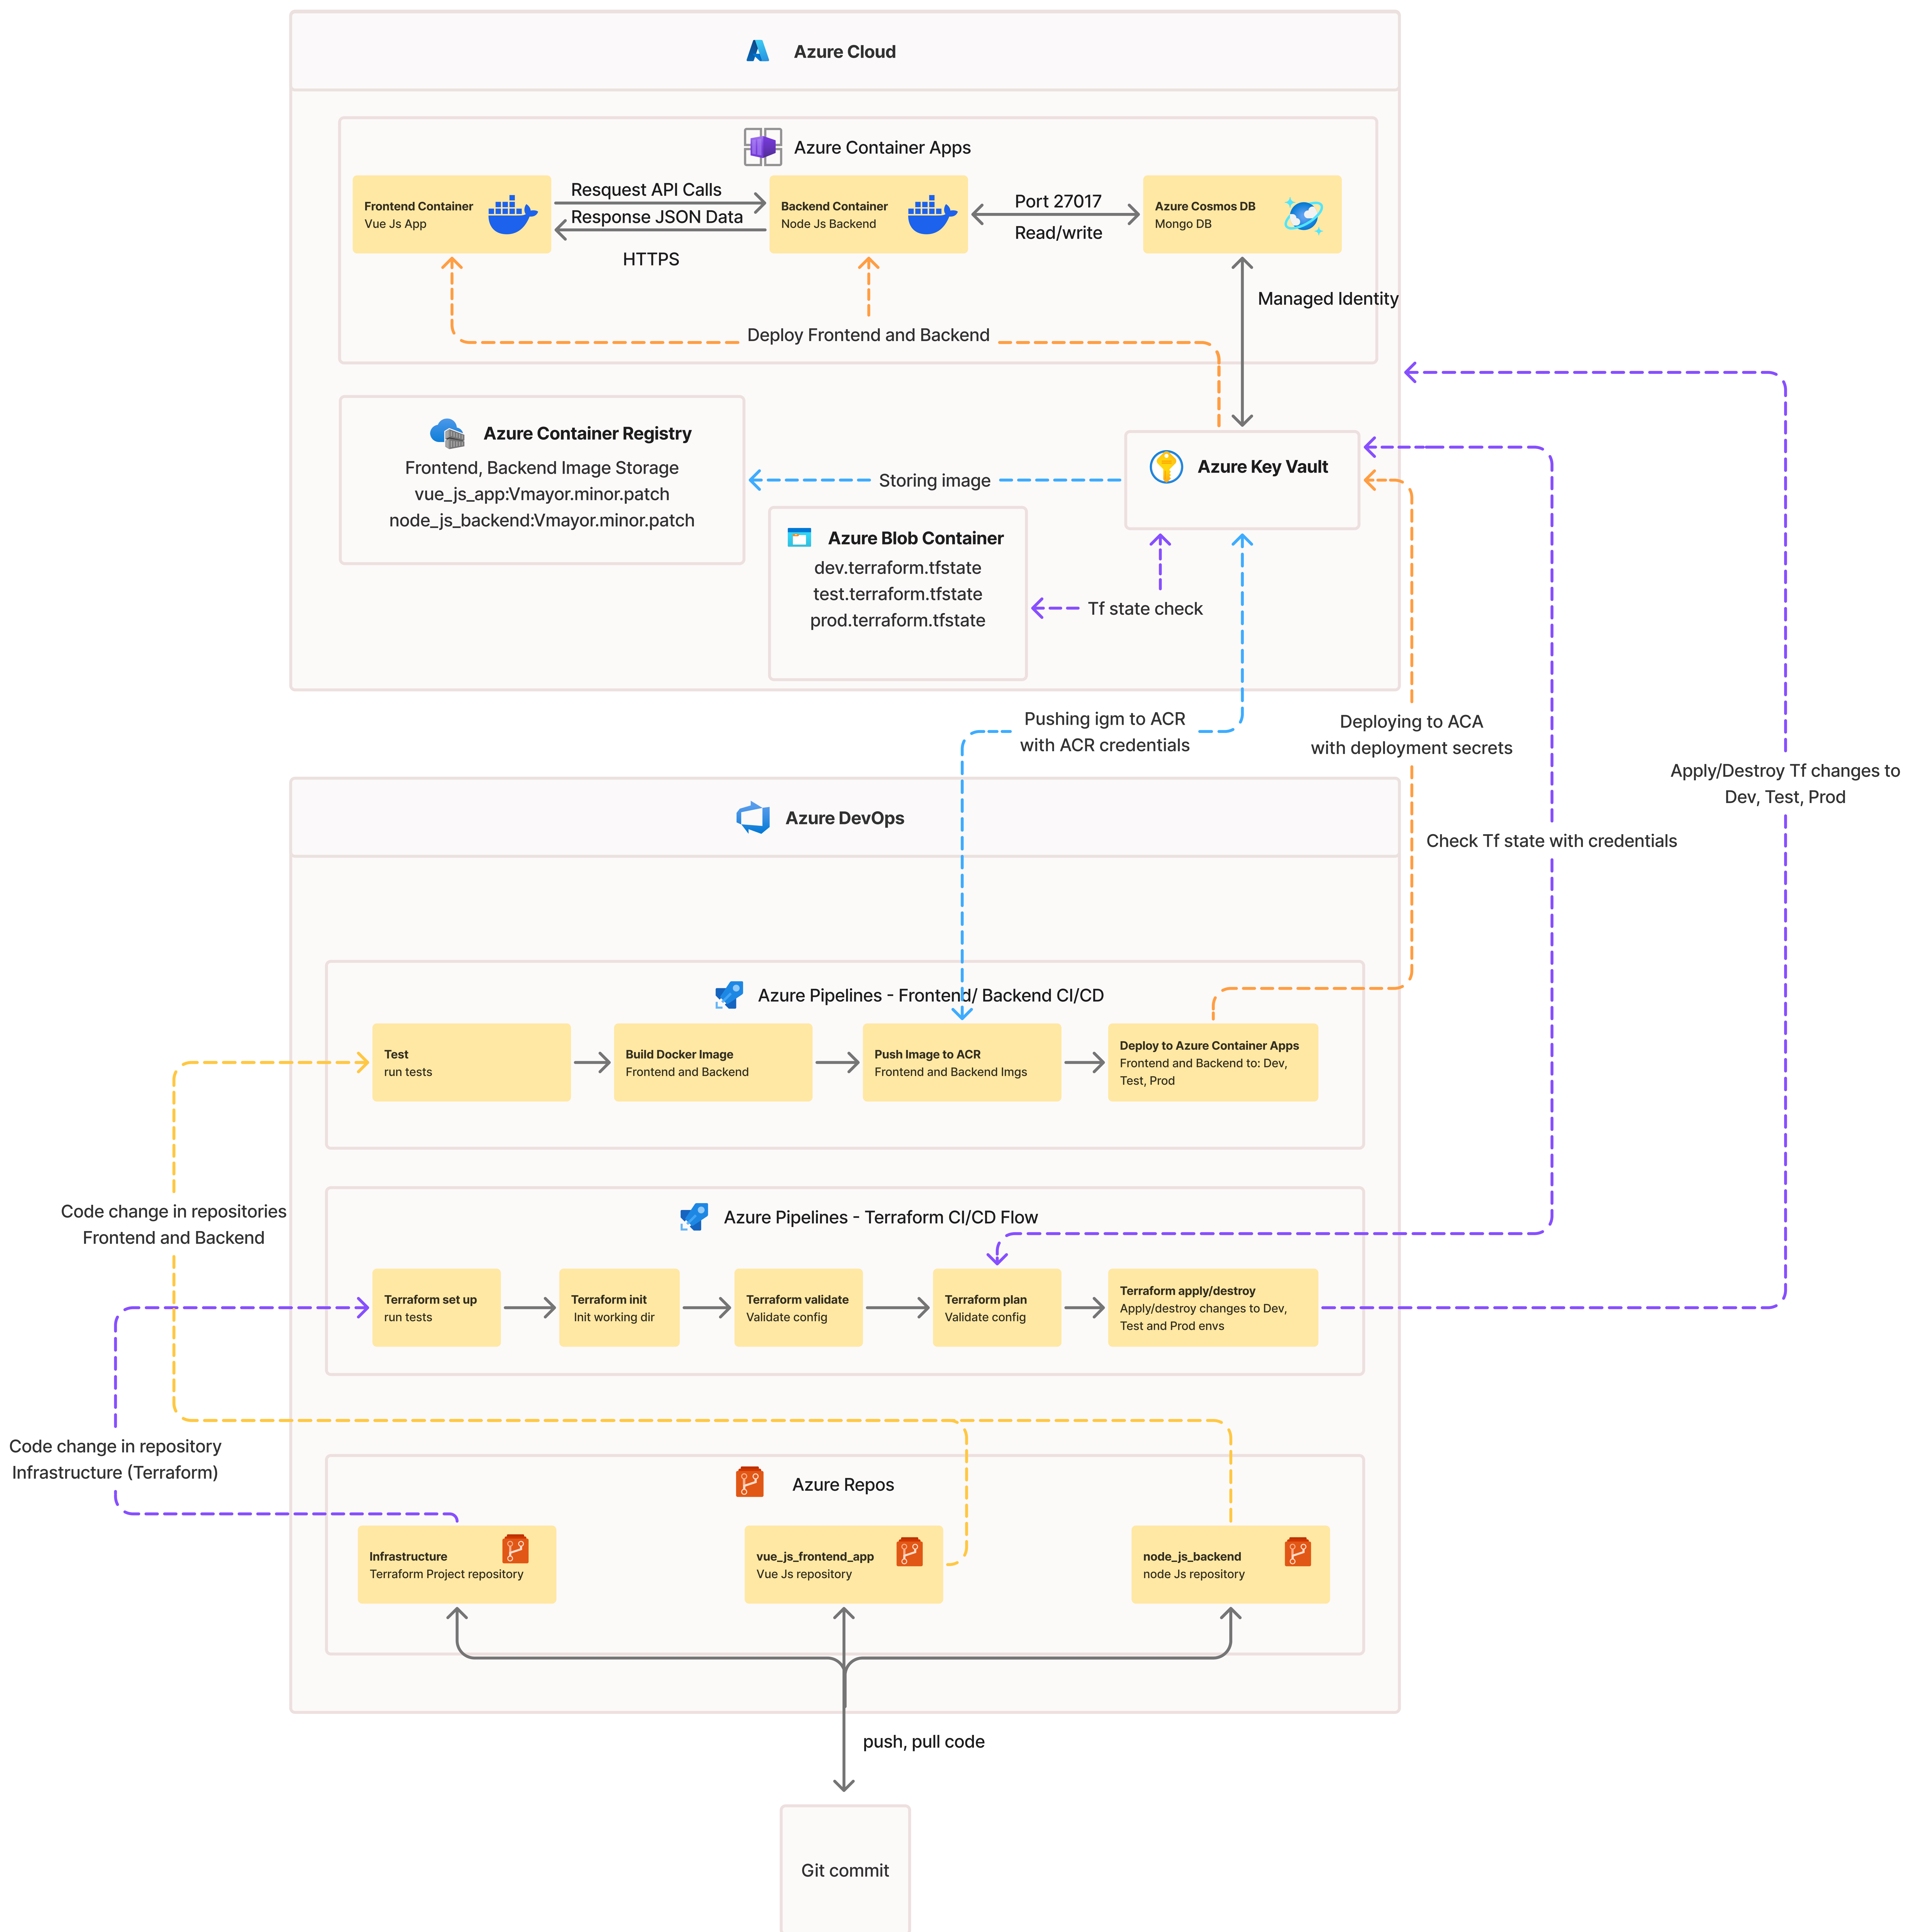 Azure Cloud
Azure Container Apps
Frontend Container
Vue Js App
Resquest API Calls
Response JSON Data
HTTPS
Backend Container
Node Js Backend
Port 27017
Read/write
Azure Cosmos DB
Mongo DB
Managed Identity
Deploy Frontend and Backend
Azure Container Registry
Frontend, Backend Image Storage
vue_js_app:Vmayor.minor.patch
node_js_backend:Vmayor.minor.patch
Storing image
Azure Key Vault
Azure Blob Container
dev.terraform.tfstate
test.terraform.tfstate
prod.terraform.tfstate
Tf state check
Pushing igm to ACR
with ACR credentials
Deploying to ACA
with deployment secrets
Apply/Destroy Tf changes to
Dev, Test, Prod
Check Tf state with credentials
Azure DevOps
Azure Pipelines - Frontend/ Backend CI/CD
Test
run tests
Build Docker Image
Frontend and Backend
Push Image to ACR
Frontend and Backend Imgs
Deploy to Azure Container Apps
Frontend and Backend to: Dev,
Test, Prod
Code change in repositories
Frontend and Backend
Azure Pipelines - Terraform CI/CD Flow
Terraform set up
run tests
Terraform init
Init working dir
Terraform validate
Validate config
Terraform plan
Validate config
Terraform apply/destroy
Apply/destroy changes to Dev,
Test and Prod envs
Code change in repository
Infrastructure (Terraform)
Azure Repos
Infrastructure
Terraform Project repository
vue_js_frontend_app
Vue Js repository
node_js_backend
node Js repository
push, pull code
Git commit